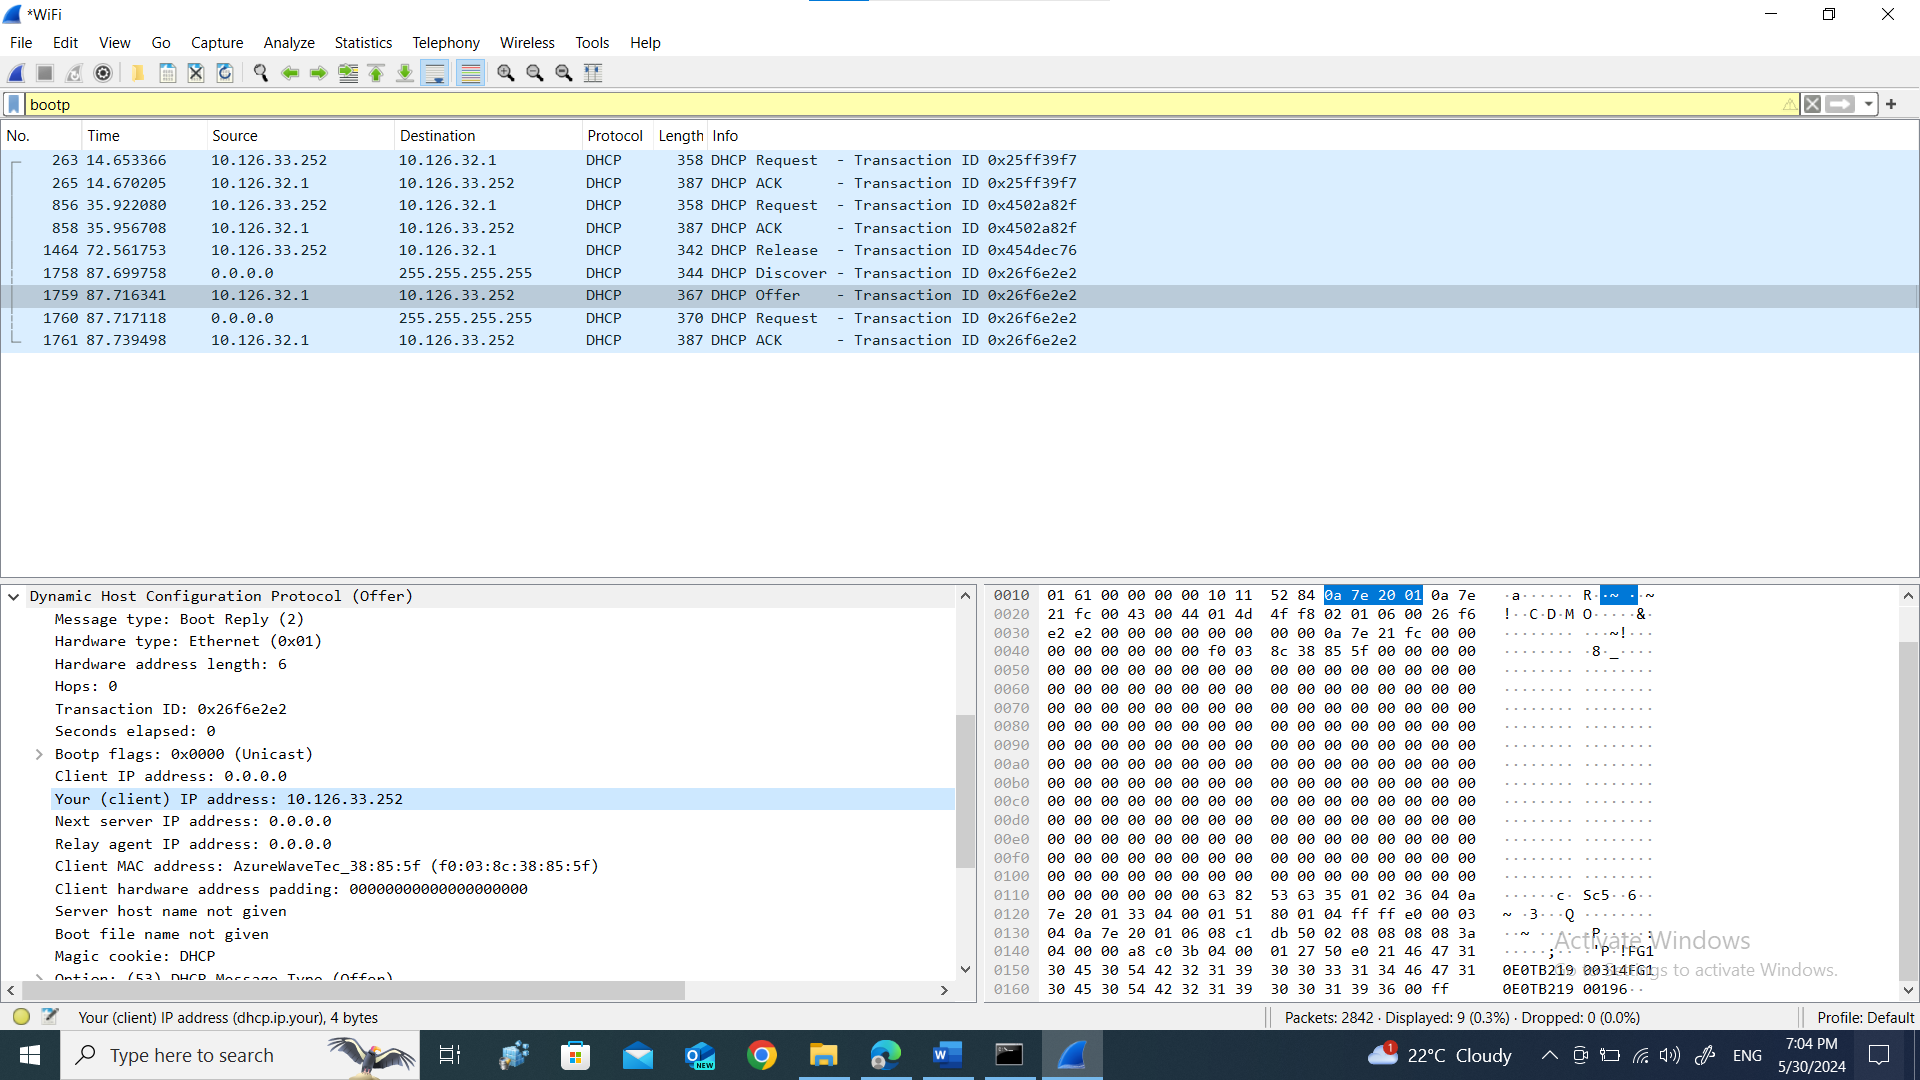 *WiFi
File Edit View Go Capture Analyze Statistics Telephony Wireless Tools Help
bootp
No. Time Source Destination Protocol Length Info
263 14.653366 10.126.33.252 10.126.32.1 DHCP 358 DHCP Request - Transaction ID 0x25ff39f7
265 14.670205 10.126.32.1 10.126.33.252 DHCP 387 DHCP ACK - Transaction ID 0x25ff39f7
856 35.922080 10.126.33.252 10.126.32.1 DHCP 358 DHCP Request - Transaction ID 0x4502a82f
858 35.956708 10.126.32.1 10.126.33.252 DHCP 387 DHCP ACK - Transaction ID 0x4502a82f
1464 72.561753 10.126.33.252 10.126.32.1 DHCP 342 DHCP Release - Transaction ID 0x454dec76
1758 87.699758 0.0.0.0 255.255.255.255 DHCP 344 DHCP Discover - Transaction ID 0x26f6e2e2
1759 87.716341 10.126.32.1 10.126.33.252 DHCP 367 DHCP Offer - Transaction ID 0x26f6e2e2
1760 87.717118 0.0.0.0 255.255.255.255 DHCP 370 DHCP Request - Transaction ID 0x26f6e2e2
1761 87.739498 10.126.32.1 10.126.33.252 DHCP 387 DHCP ACK - Transaction ID 0x26f6e2e2
Dynamic Host Configuration Protocol (Offer)
Message type: Boot Reply (2)
Hardware type: Ethernet (0x01)
Hardware address length: 6
Hops: 0
Transaction ID: 0x26f6e2e2
Seconds elapsed: 0
Bootp flags: 0x0000 (Unicast)
Client IP address: 0.0.0.0
Your (client) IP address: 10.126.33.252
Next server IP address: 0.0.0.0
Relay agent IP address: 0.0.0.0
Client MAC address: AzureWaveTec_38:85:5f (f0:03:8c:38:85:5f)
Client hardware address padding: 00000000000000000000
Server host name not given
Boot file name not given
Magic cookie: DHCP
Option: (53) DHCP Message Type (Offer)
0010 01 61 00 00 00 00 10 11 52 84 0a 7e 20 01 0a 7e ·a······ R··~ ··~
0020 21 fc 00 43 00 44 01 4d 4f f8 02 01 06 00 26 f6 !··C·D·M O·····&·
0030 e2 e2 00 00 00 00 00 00 00 00 0a 7e 21 fc 00 00 ········ ···~!···
0040 00 00 00 00 00 00 f0 03 8c 38 85 5f 00 00 00 00 ········ ·8·_····
0050 00 00 00 00 00 00 00 00 00 00 00 00 00 00 00 00 ········ ········
0060 00 00 00 00 00 00 00 00 00 00 00 00 00 00 00 00 ········ ········
0070 00 00 00 00 00 00 00 00 00 00 00 00 00 00 00 00 ········ ········
0080 00 00 00 00 00 00 00 00 00 00 00 00 00 00 00 00 ········ ········
0090 00 00 00 00 00 00 00 00 00 00 00 00 00 00 00 00 ········ ········
00a0 00 00 00 00 00 00 00 00 00 00 00 00 00 00 00 00 ········ ········
00b0 00 00 00 00 00 00 00 00 00 00 00 00 00 00 00 00 ········ ········
00c0 00 00 00 00 00 00 00 00 00 00 00 00 00 00 00 00 ········ ········
00d0 00 00 00 00 00 00 00 00 00 00 00 00 00 00 00 00 ········ ········
00e0 00 00 00 00 00 00 00 00 00 00 00 00 00 00 00 00 ········ ········
00f0 00 00 00 00 00 00 00 00 00 00 00 00 00 00 00 00 ········ ········
0100 00 00 00 00 00 00 00 00 00 00 00 00 00 00 00 00 ········ ········
0110 00 00 00 00 00 00 63 82 53 63 35 01 02 36 04 0a ······c· Sc5··6··
0120 7e 20 01 33 04 00 01 51 80 01 04 ff ff e0 00 03 ~ ·3···Q ········
0130 04 0a 7e 20 01 06 08 c1 db 50 02 08 08 08 08 3a ··~ ···· ·P·····:
0140 04 00 00 a8 c0 3b 04 00 01 27 50 e0 21 46 47 31 ·····;·· ·'P·!FG1
0150 30 45 30 54 42 32 31 39 30 30 33 31 34 46 47 31 0E0TB219 00314FG1
0160 30 45 30 54 42 32 31 39 30 30 31 39 36 00 ff 0E0TB219 00196··
Activate Windows
Go to Settings to activate Windows.
Your (client) IP address (dhcp.ip.your), 4 bytes
Packets: 2842 · Displayed: 9 (0.3%) · Dropped: 0 (0.0%)
Profile: Default
Type here to search
NEW
1
22°C Cloudy
ENG
7:04 PM
5/30/2024